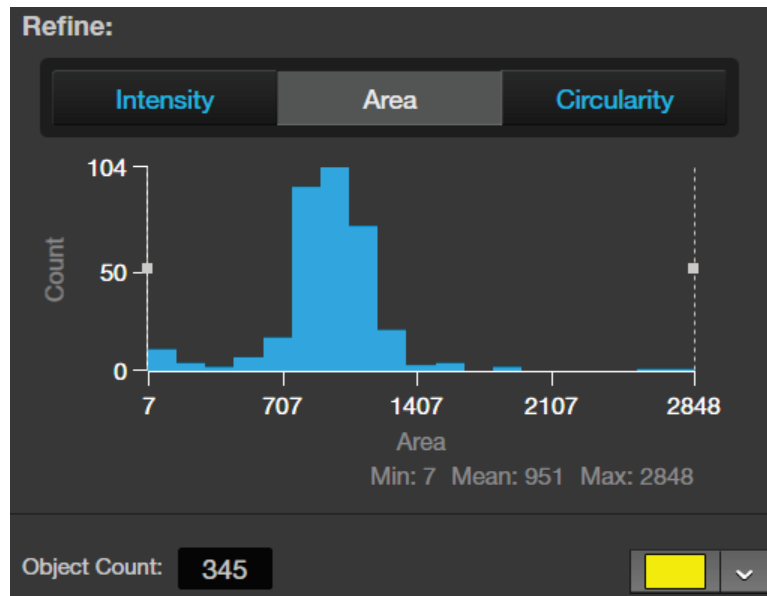 Refine:
Intensity Area Circularity
104
50
0
Count
7 707 1407 2107 2848
Area
Min: 7 Mean: 951 Max: 2848
Object Count: 345